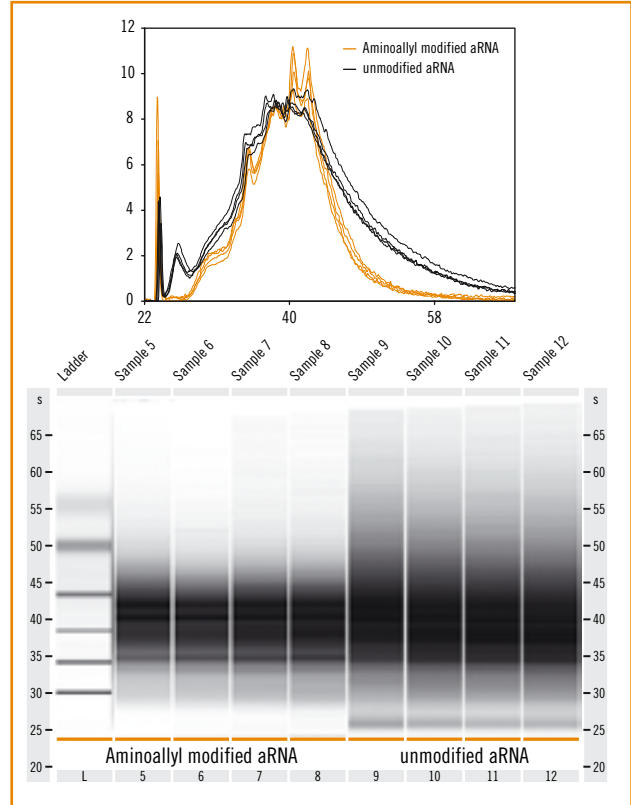 12
10
8
6
4
2
0
Aminoallyl modified aRNA
unmodified aRNA
22 40 58
Ladder Sample 5 Sample 6 Sample 7 Sample 8 Sample 9 Sample 10 Sample 11 Sample 12
s s
65 65
60 60
55 55
50 50
45 45
40 40
35 35
30 30
25 25
Aminoallyl modified aRNA unmodified aRNA
20 20
L 5 6 7 8 9 10 11 12